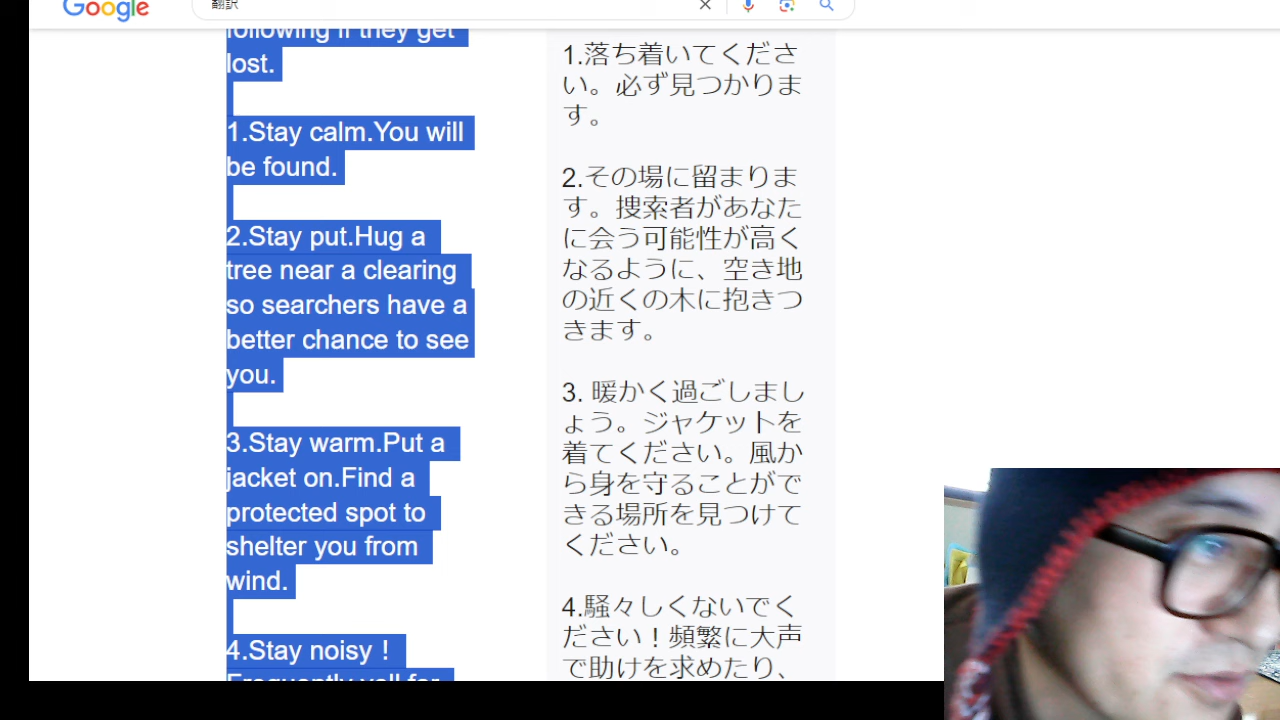 Google
翻訳
following if they get
lost.
1.Stay calm.You will
be found.
2.Stay put.Hug a
tree near a clearing
so searchers have a
better chance to see
you.
3.Stay warm.Put a
jacket on.Find a
protected spot to
shelter you from
wind.
4.Stay noisy！
Frequently yell for
1.落ち着いてくださ
い。必ず見つかりま
す。
2.その場に留まりま
す。捜索者があなた
に会う可能性が高く
なるように、空き地
の近くの木に抱きつ
きます。
3. 暖かく過ごしまし
ょう。ジャケットを
着てください。風か
ら身を守ることがで
きる場所を見つけて
ください。
4.騒々しくないでく
ださい！頻繁に大声
で助けを求めたり、